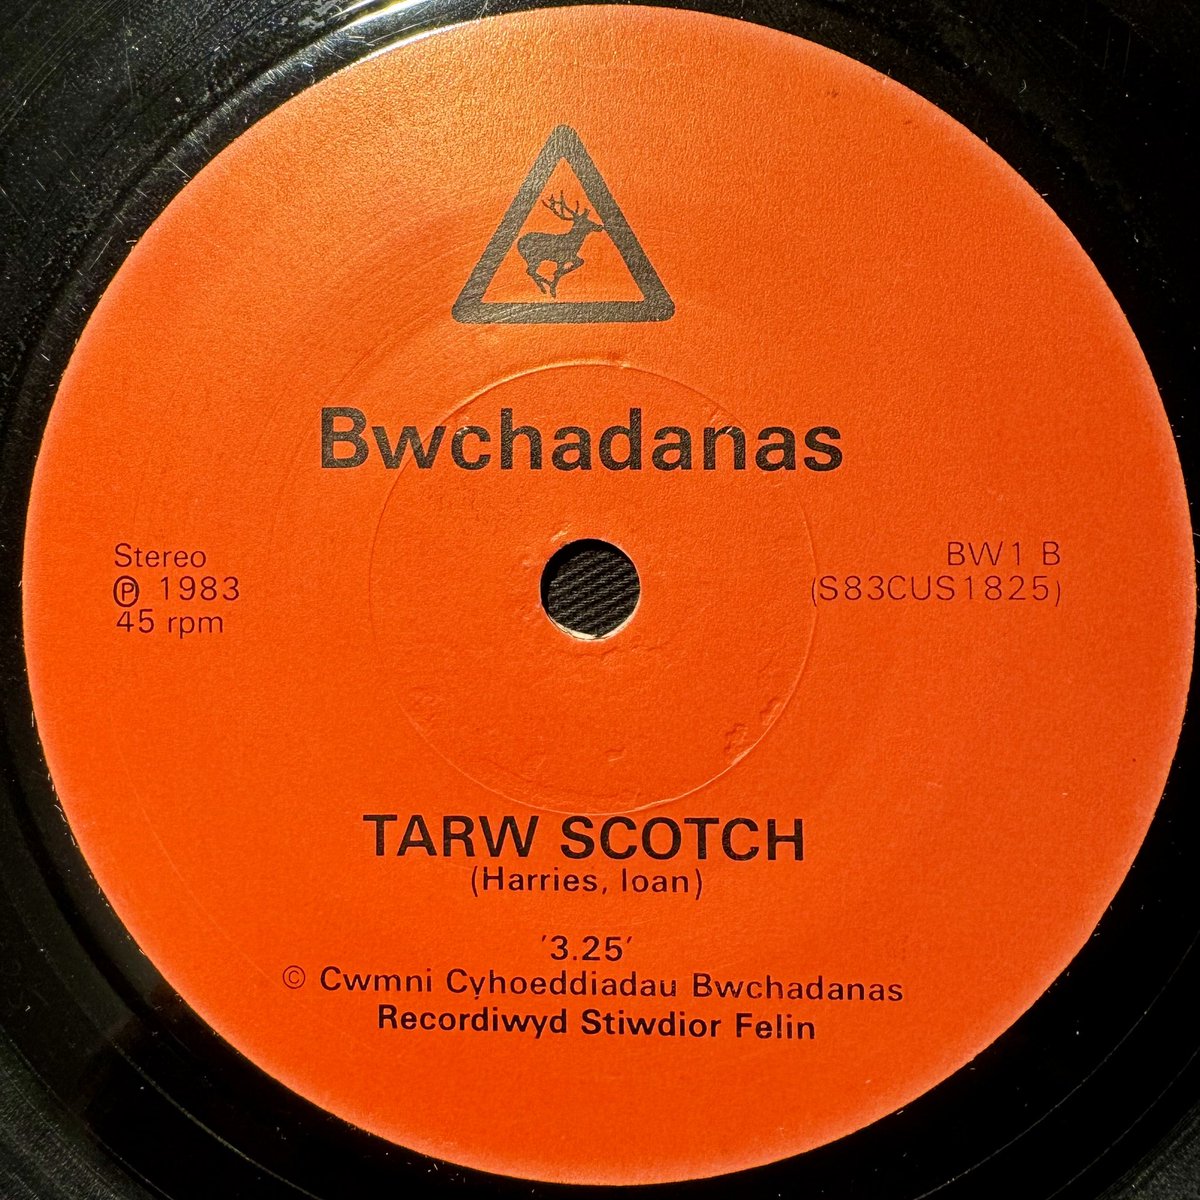 Bwchadanas
Stereo
Ⓟ 1983
45 rpm
BW1 B
(S83CUS1825)
TARW SCOTCH
(Harries, Ioan)
'3.25'
© Cwmni Cyhoeddiadau Bwchadanas
Recordiwyd Stiwdior Felin